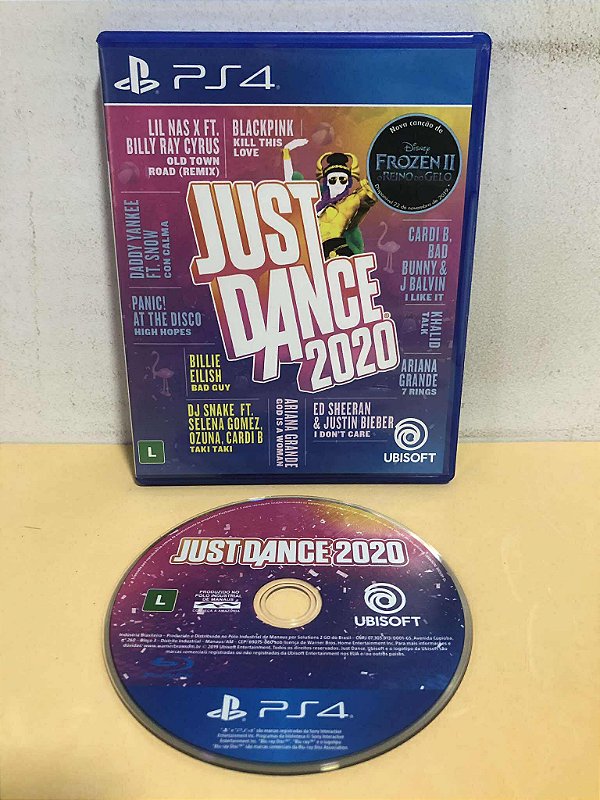 PS4
LIL NAS X FT.
BILLY RAY CYRUS
OLD TOWN
ROAD (REMIX)
BLACKPINK
KILL THIS
LOVE
Nova canção de
Disney
FROZEN II
O REINO DO GELO
JUST
DANCE
2020
DADDY YANKEE
FT. SNOW
CON CALMA
CARDI B,
BAD
BUNNY &
J BALVIN
I LIKE IT
PANIC!
AT THE DISCO
HIGH HOPES
KHALID
TALK
BILLIE
EILISH
BAD GUY
ARIANA
GRANDE
7 RINGS
DJ SNAKE FT.
SELENA GOMEZ,
OZUNA, CARDI B
TAKI TAKI
ARIANA GRANDE
GOD IS A WOMAN
ED SHEERAN
& JUSTIN BIEBER
I DON'T CARE
L
UBISOFT
JUST DANCE 2020
L
PRODUZIDO NO
POLO INDUSTRIAL
DE MANAUS
CONHEÇA A AMAZÔNIA
UBISOFT
PS4